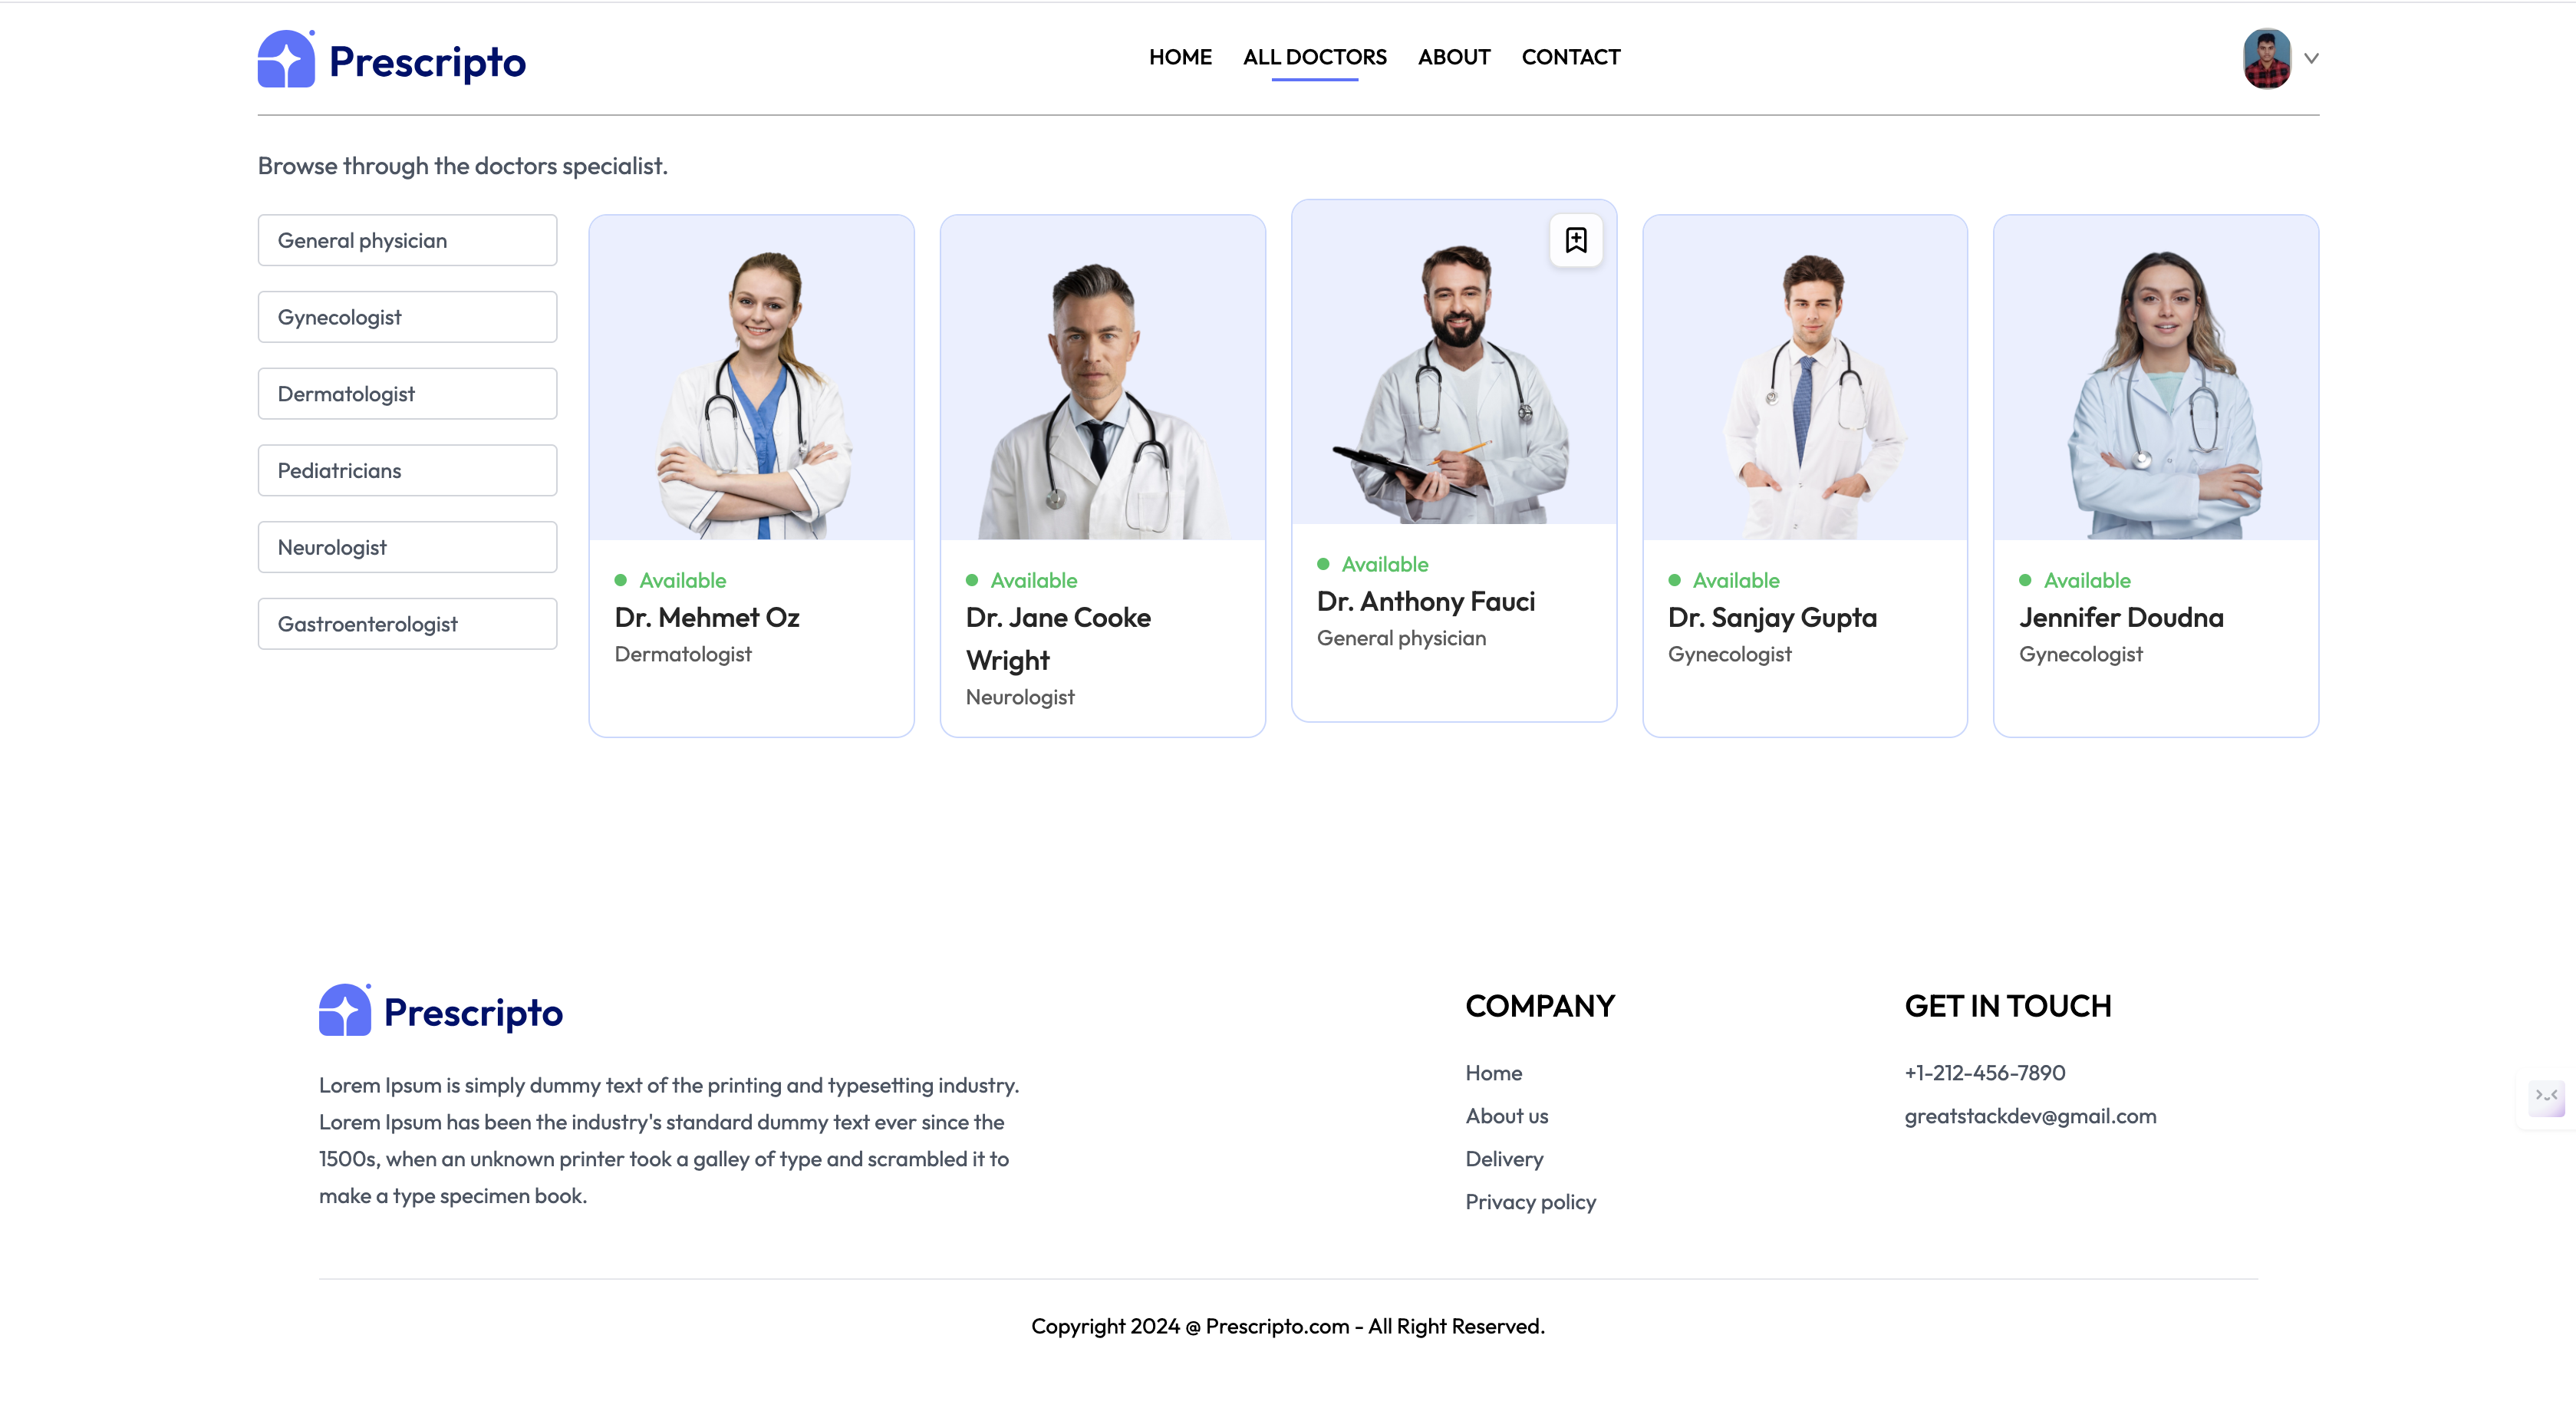 Prescripto
HOME
ALL DOCTORS
ABOUT
CONTACT
Browse through the doctors specialist.
General physician
Gynecologist
Dermatologist
Pediatricians
Neurologist
Gastroenterologist
Available
Dr. Mehmet Oz
Dermatologist
Available
Dr. Jane Cooke
Wright
Neurologist
Available
Dr. Anthony Fauci
General physician
Available
Dr. Sanjay Gupta
Gynecologist
Available
Jennifer Doudna
Gynecologist
Prescripto
Lorem Ipsum is simply dummy text of the printing and typesetting industry.
Lorem Ipsum has been the industry's standard dummy text ever since the
1500s, when an unknown printer took a galley of type and scrambled it to
make a type specimen book.
COMPANY
Home
About us
Delivery
Privacy policy
GET IN TOUCH
+1-212-456-7890
greatstackdev@gmail.com
Copyright 2024 @ Prescripto.com - All Right Reserved.